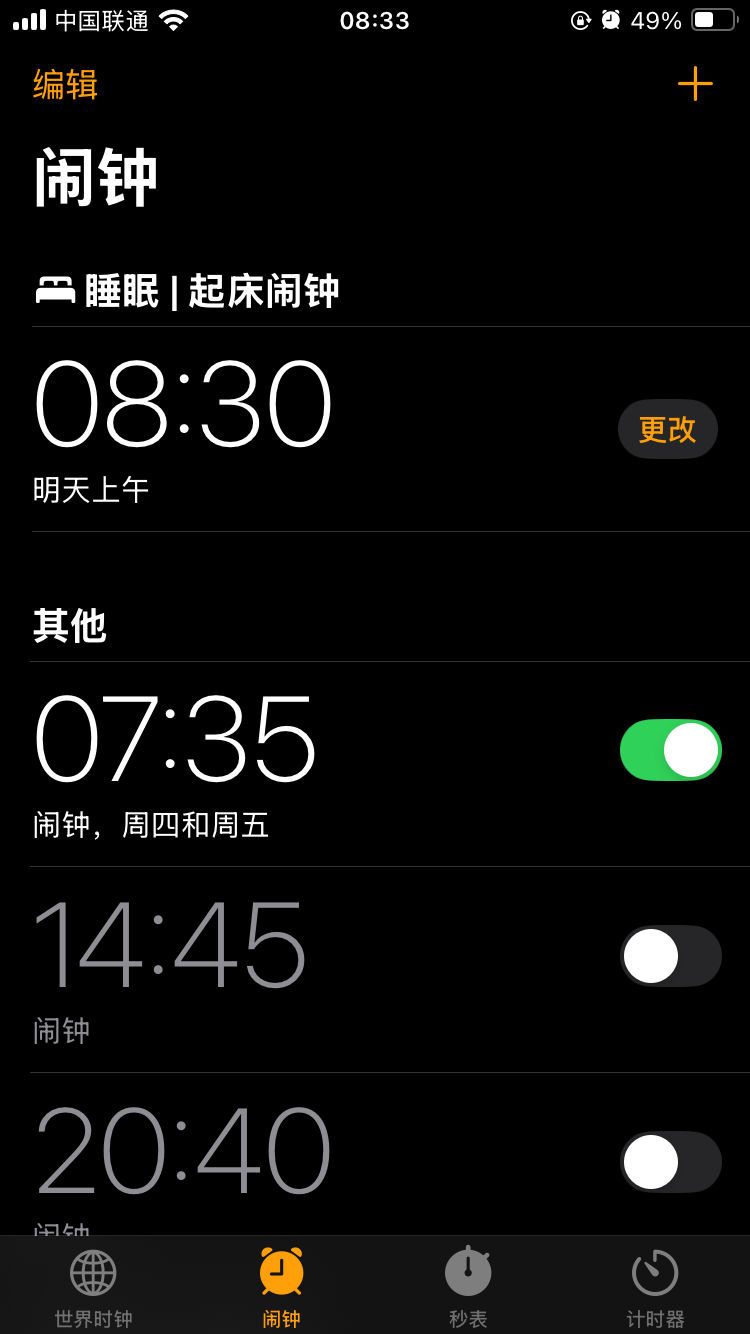 中国联通 08:33 49%
编辑
闹钟
睡眠 | 起床闹钟
08:30
更改
明天上午
其他
07:35
闹钟，周四和周五
14:45
闹钟
20:40
闹钟
世界时钟 闹钟 秒表 计时器